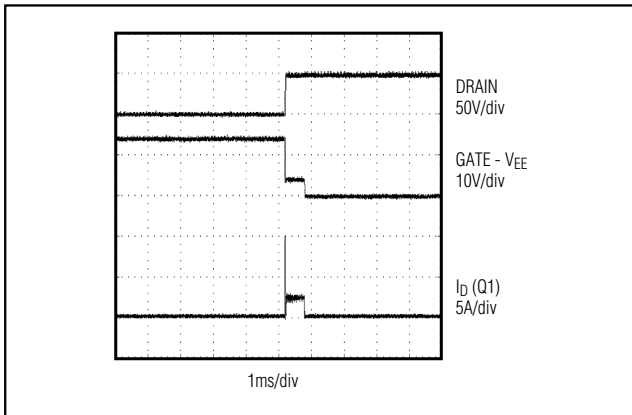 DRAIN
50V/div
GATE - VEE
10V/div
ID (Q1)
5A/div
1ms/div